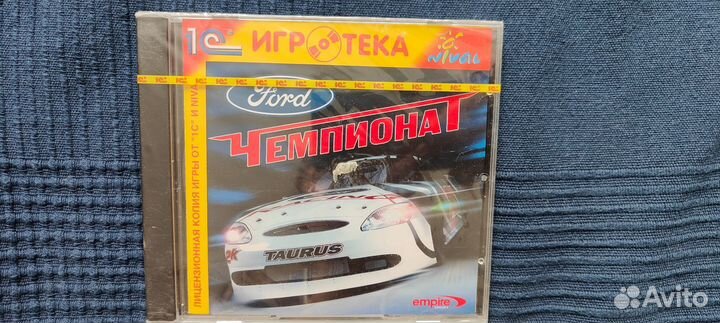 1С ИГРОТЕКА nival
Ford
ЧЕМПИОНАТ
ЛИЦЕНЗИОННАЯ КОПИЯ ИГРЫ ОТ "1С" И NIVAL
TAURUS
empire
Avito